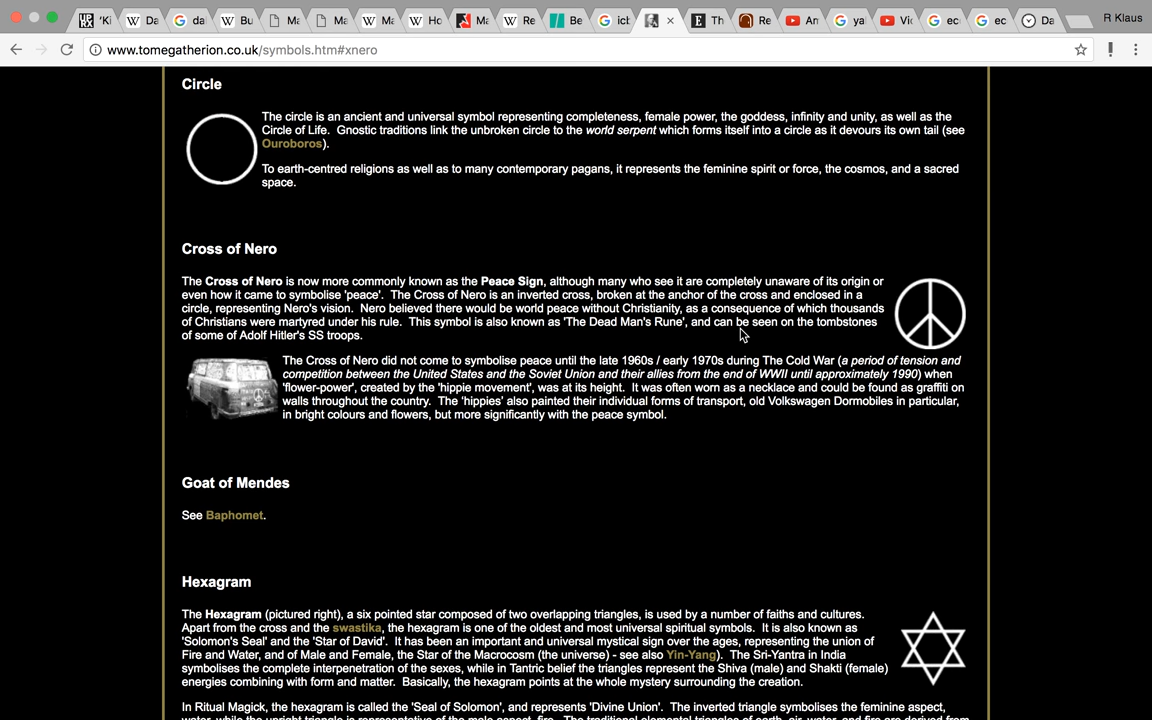 'Ki
Da
da
Bu
Ma
Ma
Ma
Ho
Ma
Re
Be
icb
Th
Re
An
ya
Vic
ec
ec
Da
R Klaus
www.tomegatherion.co.uk/symbols.htm#xnero
Circle
The circle is an ancient and universal symbol representing completeness, female power, the goddess, infinity and unity, as well as the
Circle of Life. Gnostic traditions link the unbroken circle to the world serpent which forms itself into a circle as it devours its own tail (see
Ouroboros).
To earth-centred religions as well as to many contemporary pagans, it represents the feminine spirit or force, the cosmos, and a sacred
space.
Cross of Nero
The Cross of Nero is now more commonly known as the Peace Sign, although many who see it are completely unaware of its origin or
even how it came to symbolise 'peace'. The Cross of Nero is an inverted cross, broken at the anchor of the cross and enclosed in a
circle, representing Nero's vision. Nero believed there would be world peace without Christianity, as a consequence of which thousands
of Christians were martyred under his rule. This symbol is also known as 'The Dead Man's Rune', and can be seen on the tombstones
of some of Adolf Hitler's SS troops.
The Cross of Nero did not come to symbolise peace until the late 1960s / early 1970s during The Cold War (a period of tension and
competition between the United States and the Soviet Union and their allies from the end of WWII until approximately 1990) when
'flower-power', created by the 'hippie movement', was at its height. It was often worn as a necklace and could be found as graffiti on
walls throughout the country. The 'hippies' also painted their individual forms of transport, old Volkswagen Dormobiles in particular,
in bright colours and flowers, but more significantly with the peace symbol.
Goat of Mendes
See Baphomet.
Hexagram
The Hexagram (pictured right), a six pointed star composed of two overlapping triangles, is used by a number of faiths and cultures.
Apart from the cross and the swastika, the hexagram is one of the oldest and most universal spiritual symbols. It is also known as
'Solomon's Seal' and the 'Star of David'. It has been an important and universal mystical sign over the ages, representing the union of
Fire and Water, and of Male and Female, the Star of the Macrocosm (the universe) - see also Yin-Yang). The Sri-Yantra in India
symbolises the complete interpenetration of the sexes, while in Tantric belief the triangles represent the Shiva (male) and Shakti (female)
energies combining with form and matter. Basically, the hexagram points at the whole mystery surrounding the creation.
In Ritual Magick, the hexagram is called the 'Seal of Solomon', and represents 'Divine Union'. The inverted triangle symbolises the feminine aspect,
water, while the upright triangle is representative of the male aspect, fire. The traditional elemental triangles of earth, air, water, and fire are derived from